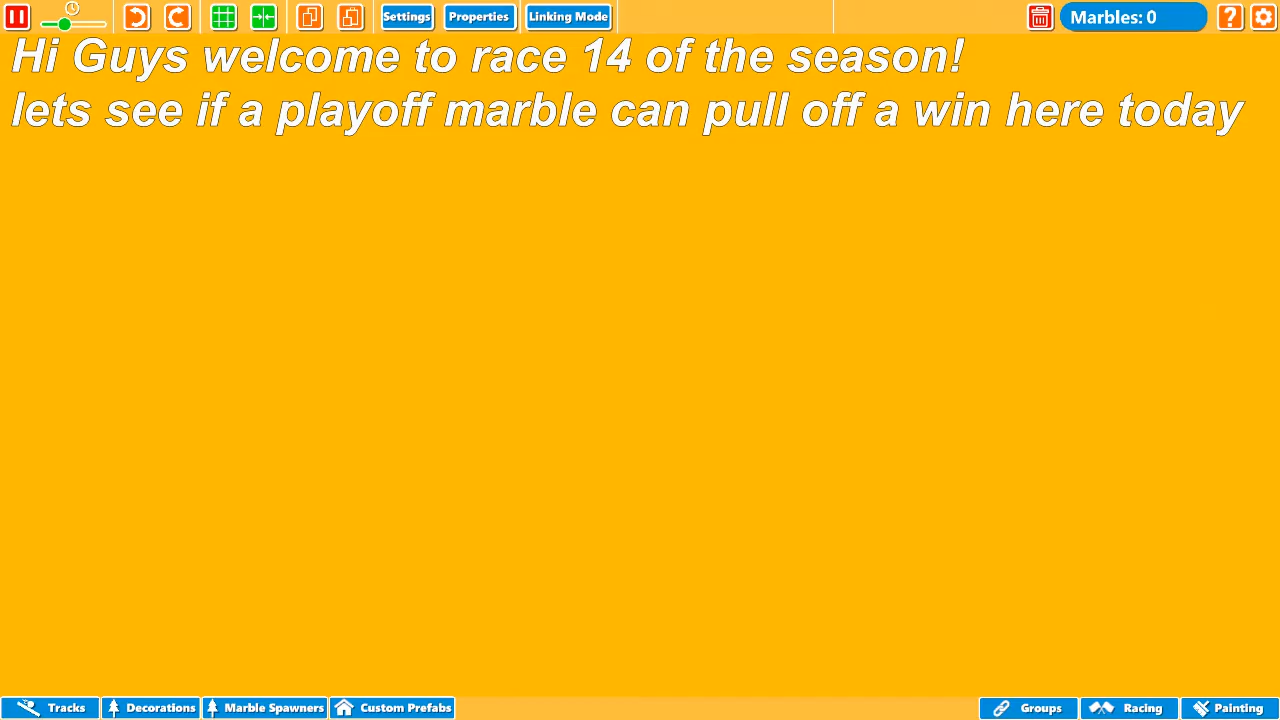 Settings Properties Linking Mode Marbles: 0 ?
Hi Guys welcome to race 14 of the season!
lets see if a playoff marble can pull off a win here today
Tracks Decorations Marble Spawners Custom Prefabs Groups Racing Painting